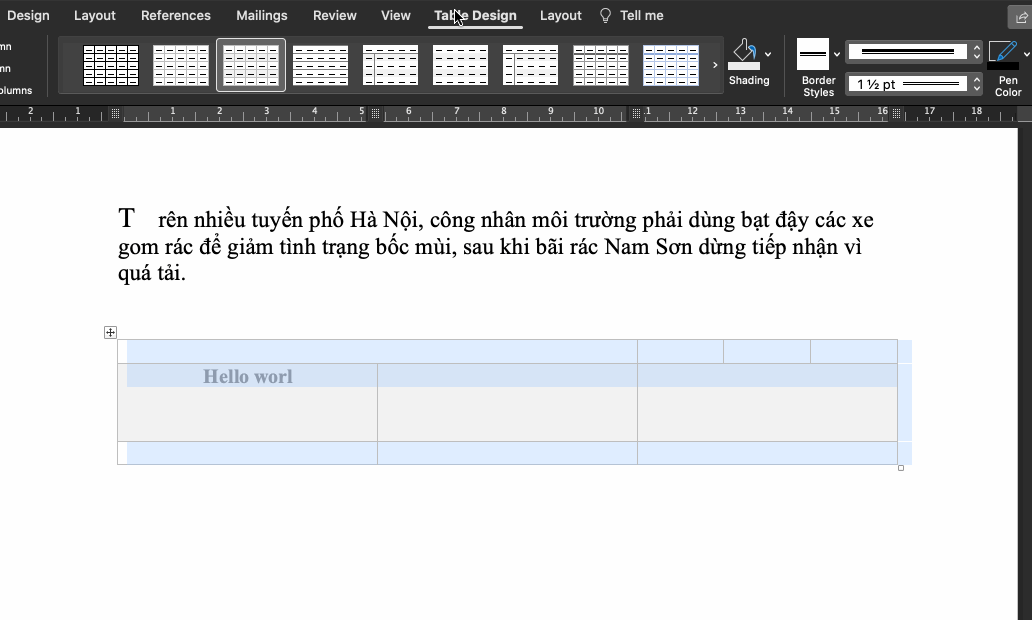 Design Layout References Mailings Review View Table Design Layout Tell me
mn
mn
olumns
Shading
Border
Styles
1 ½ pt
Pen
Color
2 1 1 2 3 4 5 6 7 8 9 10 11 12 13 14 15 16 17 18
T rên nhiều tuyến phố Hà Nội, công nhân môi trường phải dùng bạt đậy các xe
gom rác để giảm tình trạng bốc mùi, sau khi bãi rác Nam Sơn dừng tiếp nhận vì
quá tải.
Hello worl